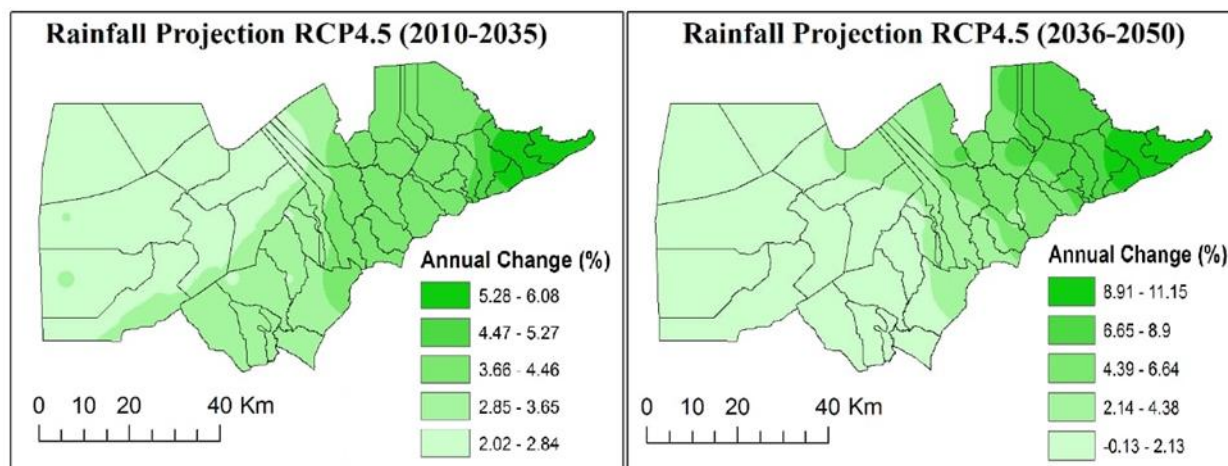 Rainfall Projection RCP4.5 (2010-2035)
Annual Change (%)
5.28 - 6.08
4.47 - 5.27
3.66 - 4.46
2.85 - 3.65
2.02 - 2.84
0 10 20 40 Km
Rainfall Projection RCP4.5 (2036-2050)
Annual Change (%)
8.91 - 11.15
6.65 - 8.9
4.39 - 6.64
2.14 - 4.38
-0.13 - 2.13
0 10 20 40 Km